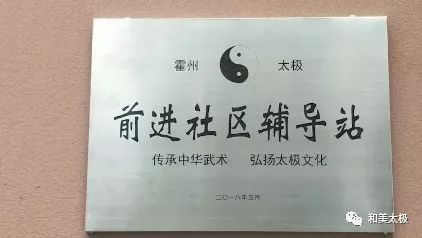 霍州 太极
前进社区辅导站
传承中华武术 弘扬太极文化
二〇一八年五月
和美太极